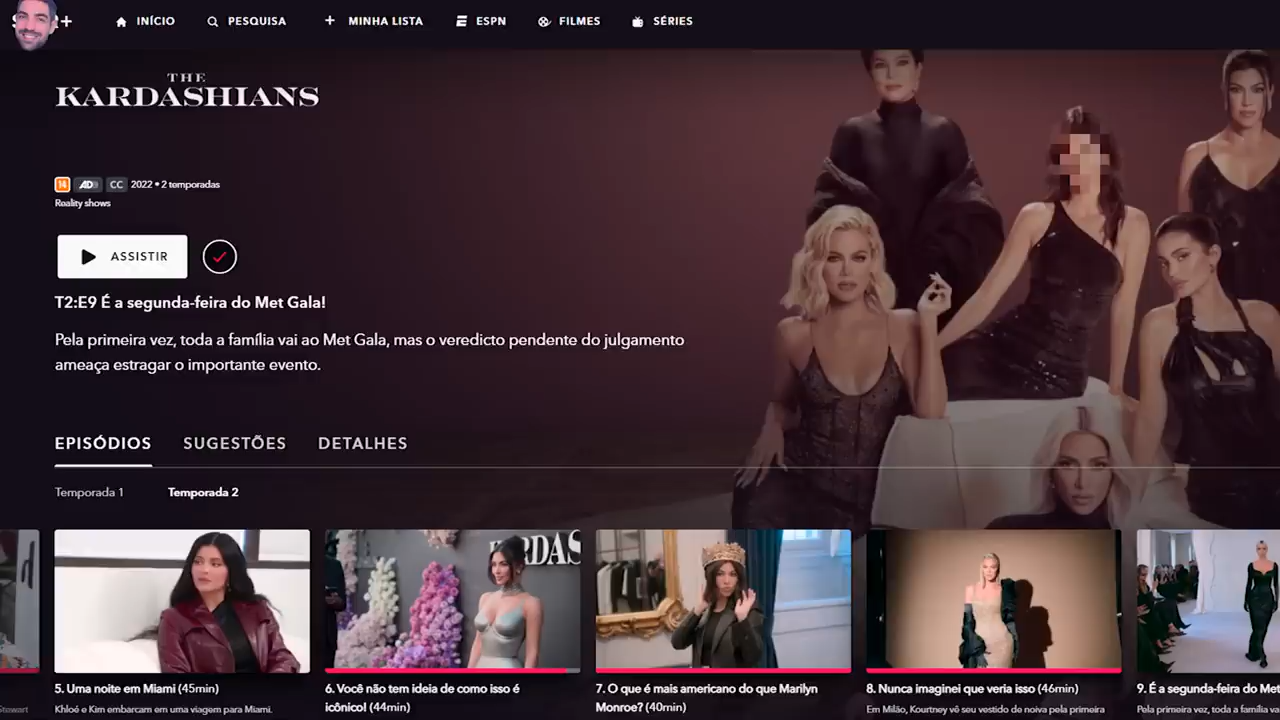 INÍCIO
PESQUISA
MINHA LISTA
ESPN
FILMES
SÉRIES
THE
KARDASHIANS
14 AD CC 2022 • 2 temporadas
Reality shows
ASSISTIR
T2:E9 É a segunda-feira do Met Gala!
Pela primeira vez, toda a família vai ao Met Gala, mas o veredicto pendente do julgamento
ameaça estragar o importante evento.
EPISÓDIOS
SUGESTÕES
DETALHES
Temporada 1
Temporada 2
5. Uma noite em Miami (45min)
Khloé e Kim embarcam em uma viagem para Miami.
6. Você não tem ideia de como isso é
icônico! (44min)
7. O que é mais americano do que Marilyn
Monroe? (40min)
8. Nunca imaginei que veria isso (46min)
Em Milão, Kourtney vê seu vestido de noiva pela primeira
9. É a segunda-feira do Met
Pela primeira vez, toda a família va
Stewart
RDAS